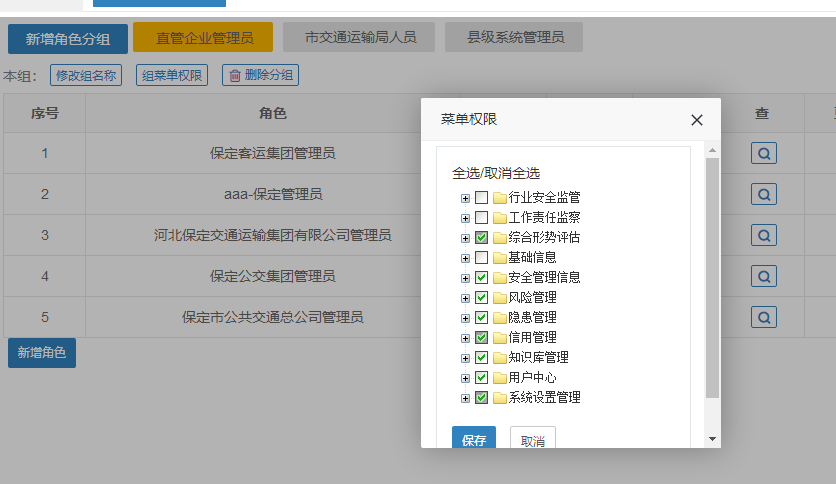 新增角色分组 直管企业管理员 市交通运输局人员 县级系统管理员
本组： 修改组名称 组菜单权限 删除分组
序号 角色 查
1 保定客运集团管理员
2 aaa-保定管理员
3 河北保定交通运输集团有限公司管理员
4 保定公交集团管理员
5 保定市公共交通总公司管理员
新增角色
菜单权限
全选/取消全选
行业安全监管
工作责任监察
综合形势评估
基础信息
安全管理信息
风险管理
隐患管理
信用管理
知识库管理
用户中心
系统设置管理
保存 取消